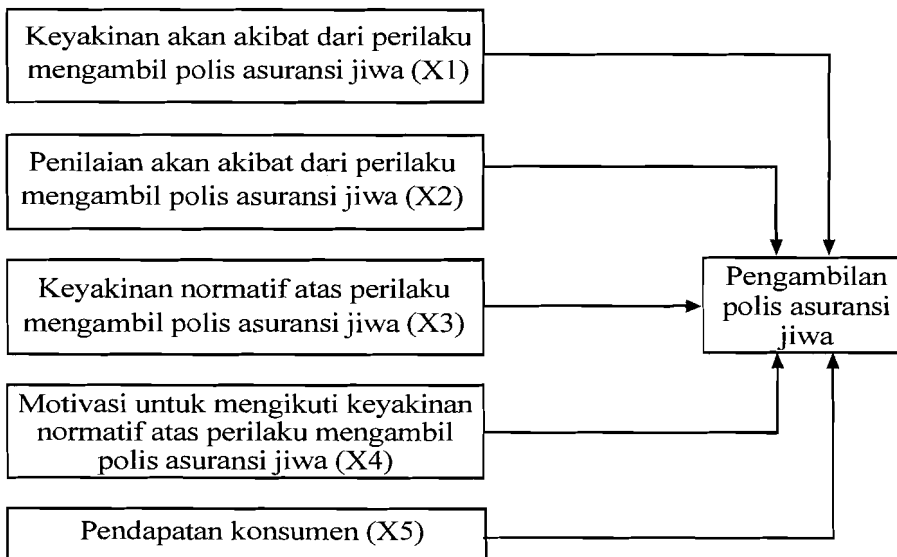 Keyakinan akan akibat dari perilaku
mengambil polis asuransi jiwa (X1)
Penilaian akan akibat dari perilaku
mengambil polis asuransi jiwa (X2)
Keyakinan normatif atas perilaku
mengambil polis asuransi jiwa (X3)
Motivasi untuk mengikuti keyakinan
normatif atas perilaku mengambil
polis asuransi jiwa (X4)
Pendapatan konsumen (X5)
Pengambilan
polis asuransi
jiwa